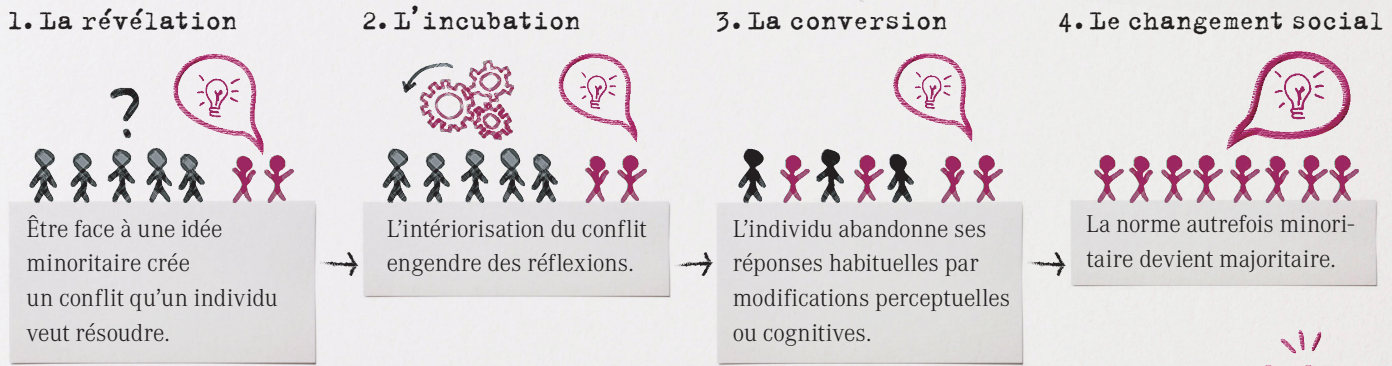 1. La révélation
Être face à une idée
minoritaire crée
un conflit qu'un individu
veut résoudre.
2. L'incubation
L'intériorisation du conflit
engendre des réflexions.
3. La conversion
L'individu abandonne ses
réponses habituelles par
modifications perceptuelles
ou cognitives.
4. Le changement social
La norme autrefois minori-
taire devient majoritaire.